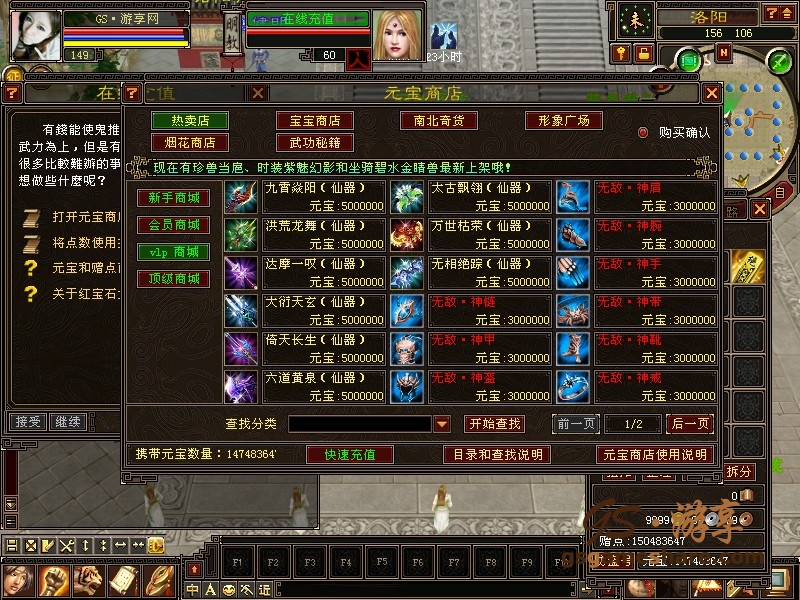 GS·游享网
149
明教
在线充值
60
23小时
洛阳
156 106
N
自
元宝商店
热卖店
宝宝商店
南北奇货
形象广场
烟花商店
武功秘籍
购买确认
现在有珍兽当扈、时装紫魅幻影和坐骑碧水金睛兽最新上架哦!
新手商城
会员商城
vlp 商城
顶级商城
九霄焱阳(仙器)
元宝:5000000
太古飘翎(仙器)
元宝:5000000
无敌·神肩
元宝:3000000
洪荒龙舞(仙器)
元宝:5000000
万世枯荣(仙器)
元宝:5000000
无敌·神腕
元宝:3000000
达摩一叹(仙器)
元宝:5000000
无相绝踪(仙器)
元宝:5000000
无敌·神手
元宝:3000000
大衍天玄(仙器)
元宝:5000000
无敌·神链
元宝:3000000
无敌·神带
元宝:3000000
倚天长生(仙器)
元宝:5000000
无敌·神甲
元宝:3000000
无敌·神靴
元宝:3000000
六道黄泉(仙器)
元宝:5000000
无敌·神盔
元宝:3000000
无敌·神戒
元宝:3000000
查找分类
开始查找
前一页
1/2
后一页
携带元宝数量:14748364'
快速充值
目录和查找说明
元宝商店使用说明
有錢能使鬼推
武力為上,但是有
很多比較難辦的爭
想做些什麼呢?
打开元宝商
将点数使用
元宝和赠点
关于红宝石
接受
继续
拆分
0
赠点:150483647
F1 F2 F3 F4 F5 F6 F7 F8 F9
中 A 近
GS·游享